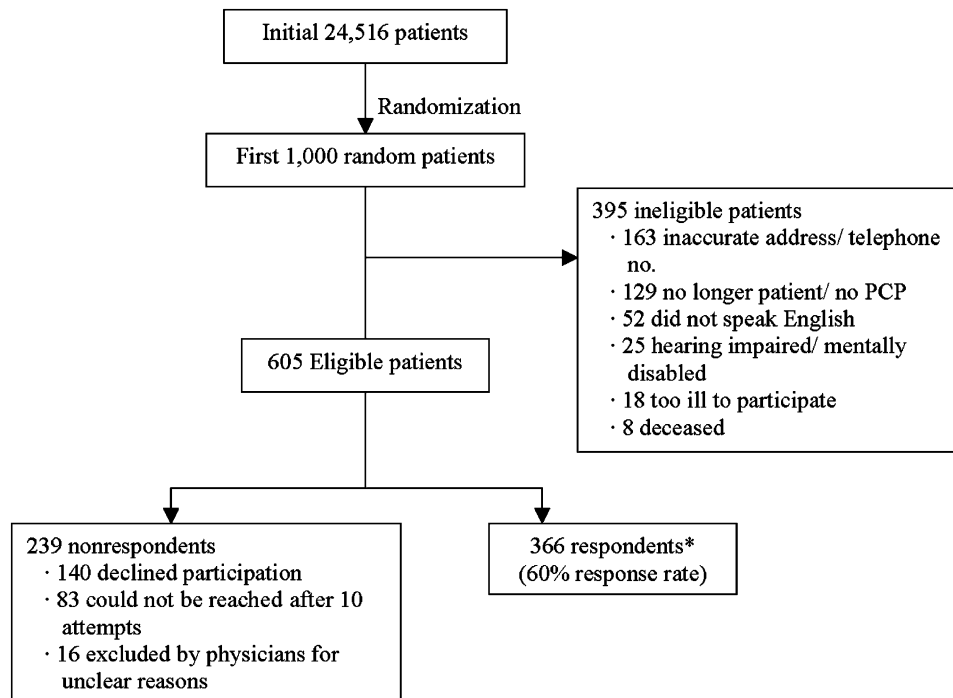 Initial 24,516 patients
Randomization
First 1,000 random patients
395 ineligible patients
· 163 inaccurate address/ telephone
no.
· 129 no longer patient/ no PCP
· 52 did not speak English
· 25 hearing impaired/ mentally
disabled
· 18 too ill to participate
· 8 deceased
605 Eligible patients
239 nonrespondents
· 140 declined participation
· 83 could not be reached after 10
attempts
· 16 excluded by physicians for
unclear reasons
366 respondents*
(60% response rate)